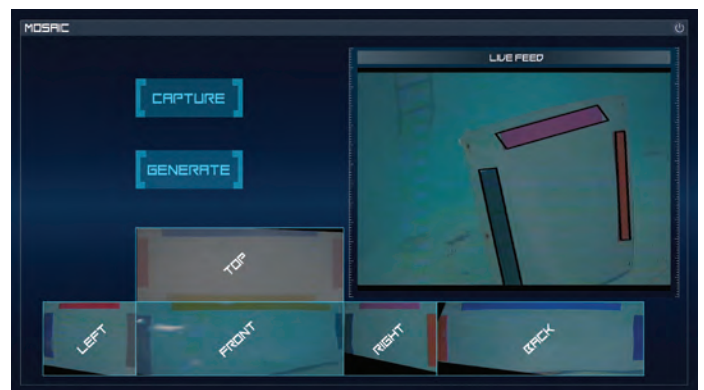 MOSAIC
LIVE FEED
CAPTURE
GENERATE
TOP
LEFT
FRONT
RIGHT
BACK